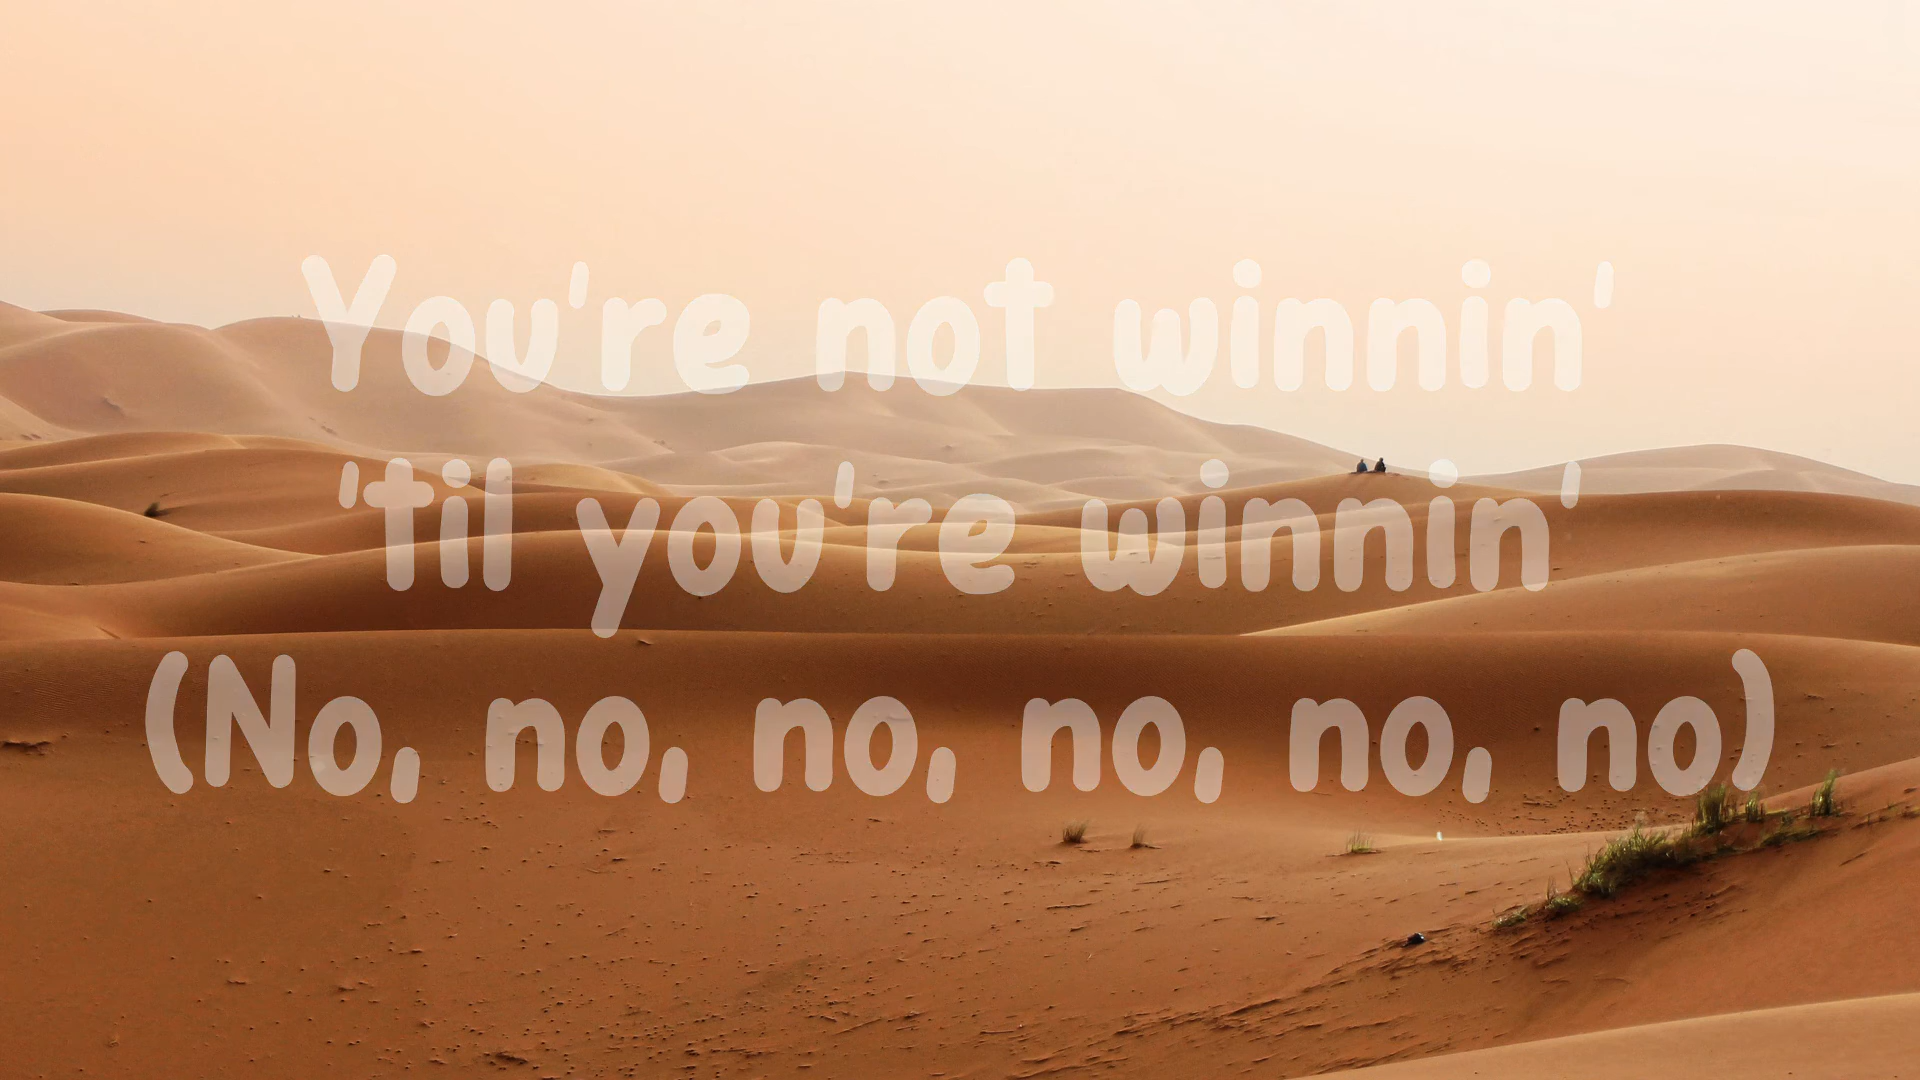 You're not winnin'
'til you're winnin'
(No, no, no, no, no, no)